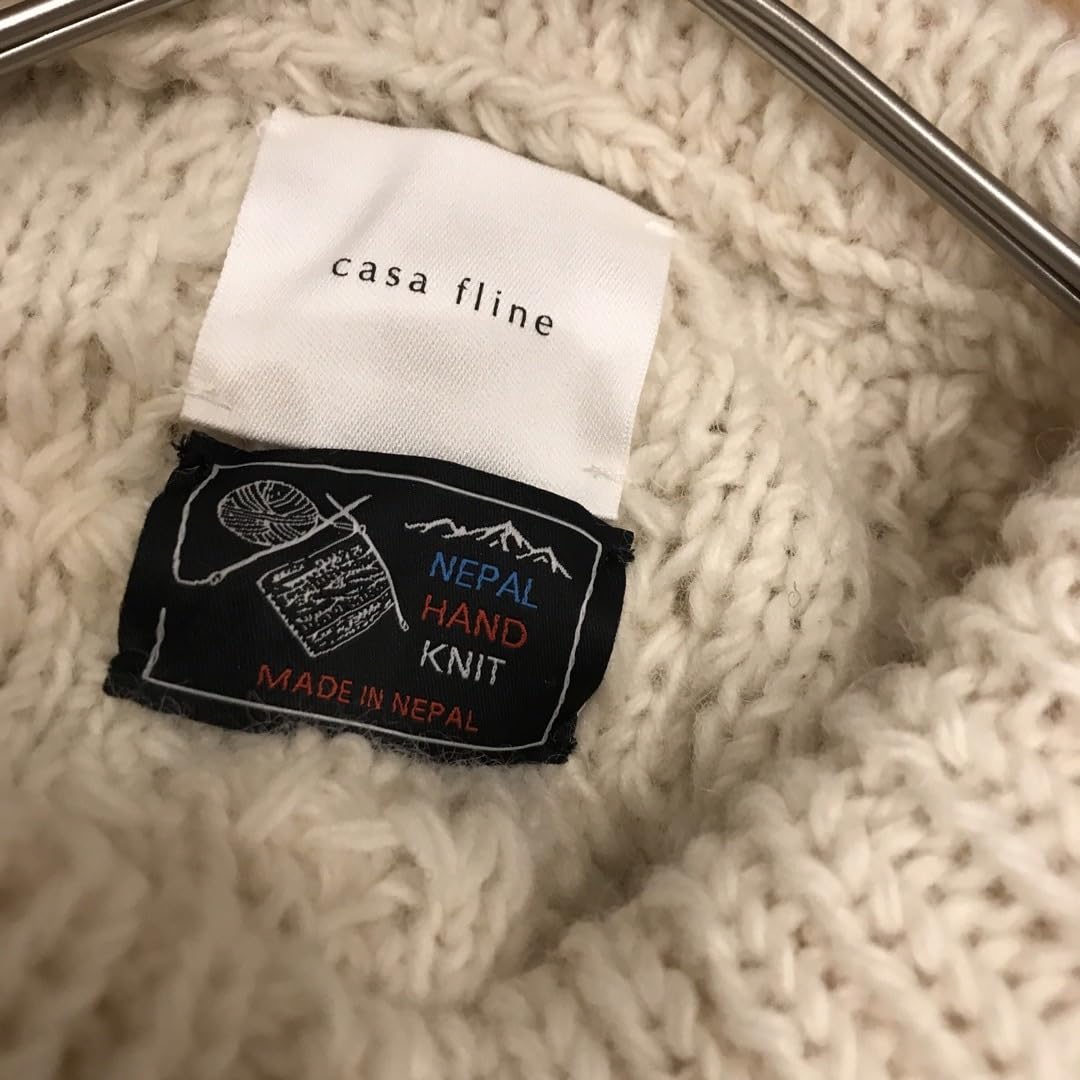 casa fline
NEPAL
HAND
KNIT
MADE IN NEPAL